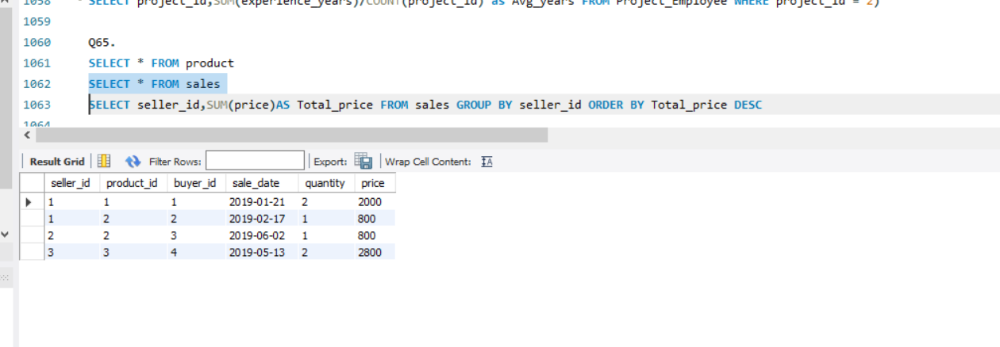 1058 SELECT project_id,SUM(experience_years)/COUNT(project_id) as Avg_years FROM Project_Employee WHERE project_id = 2)
1059
1060 Q65.
1061 SELECT * FROM product
1062 SELECT * FROM sales
1063 SELECT seller_id,SUM(price)AS Total_price FROM sales GROUP BY seller_id ORDER BY Total_price DESC
1064
Result Grid Filter Rows: Export: Wrap Cell Content:
seller_id product_id buyer_id sale_date quantity price
1 1 1 2019-01-21 2 2000
1 2 2 2019-02-17 1 800
2 2 3 2019-06-02 1 800
3 3 4 2019-05-13 2 2800